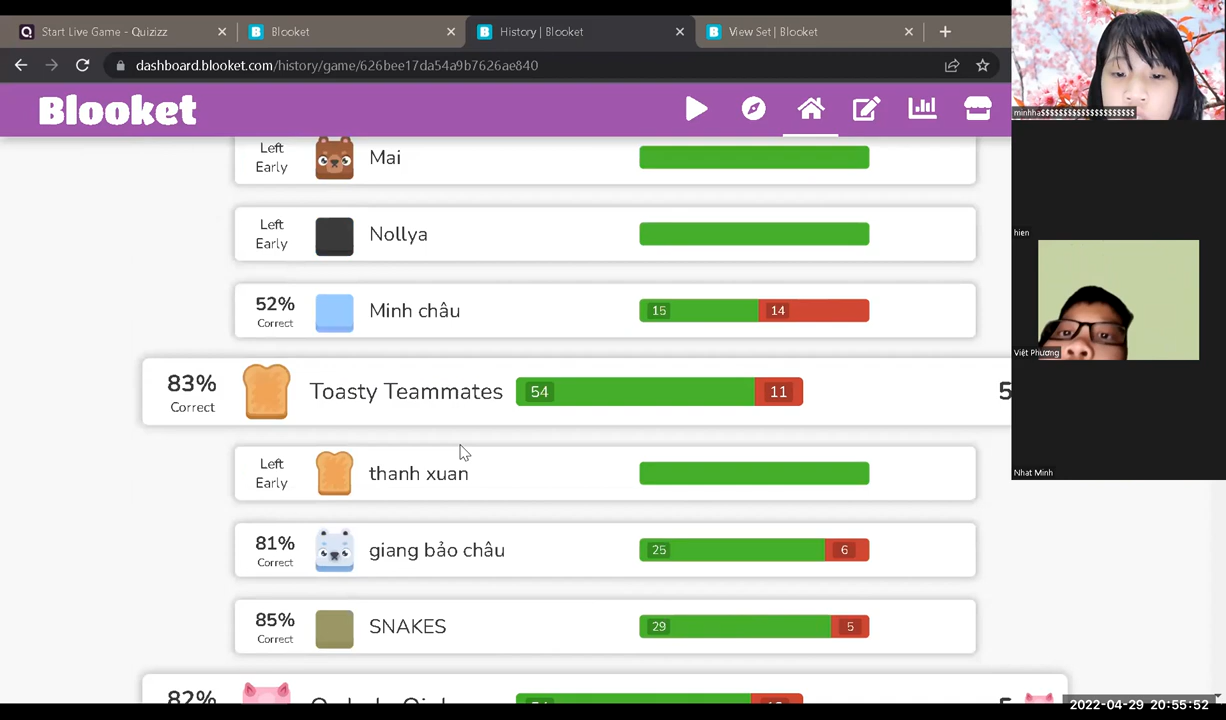 Start Live Game - Quizizz
Blooket
History | Blooket
View Set | Blooket
dashboard.blooket.com/history/game/626bee17da54a9b7626ae840
Blooket
minhha$$$$$$$$$$$$$$$$$$$$
Left Early
Mai
Left Early
Nollya
hien
52% Correct
Minh châu
15
14
Việt Phương
83% Correct
Toasty Teammates
54
11
5
Left Early
thanh xuan
Nhat Minh
81% Correct
giang bảo châu
25
6
85% Correct
SNAKES
29
5
82%
2022-04-29 20:55:52